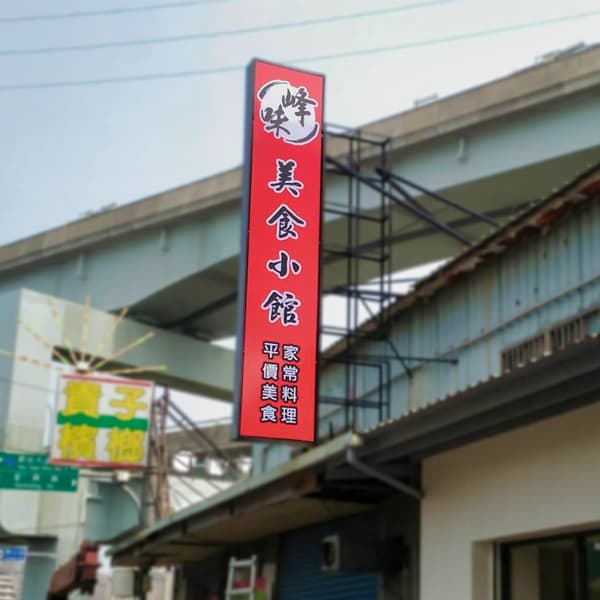 峰味
美食小館
家常料理
平價美食
檳榔